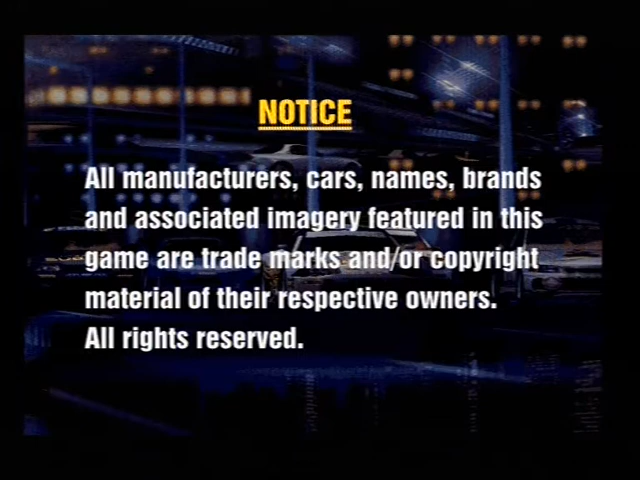 NOTICE
All manufacturers, cars, names, brands
and associated imagery featured in this
game are trade marks and/or copyright
material of their respective owners.
All rights reserved.